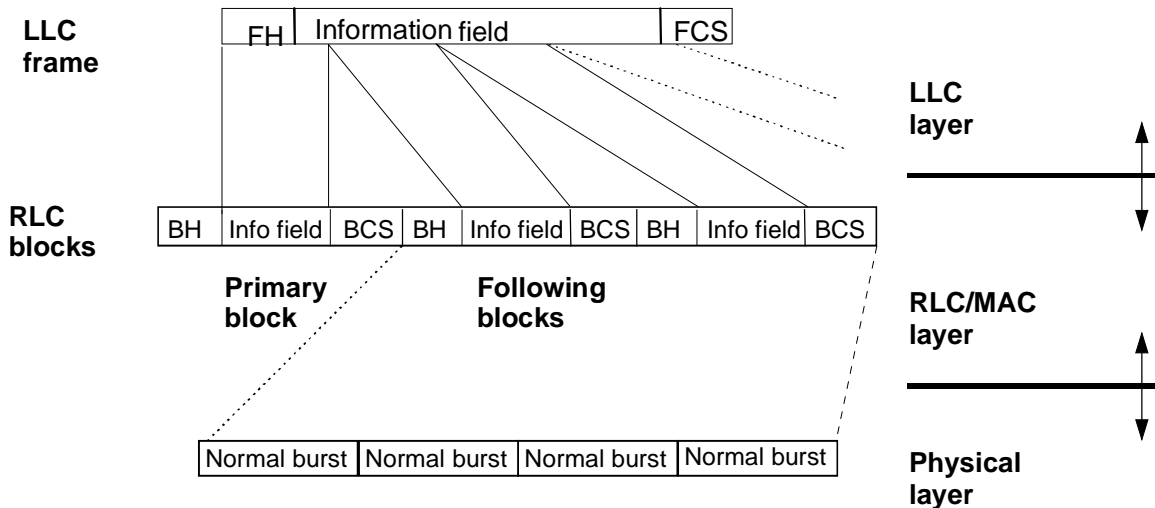 LLC
frame
FH Information field FCS
LLC
layer
RLC
blocks
BH Info field BCS BH Info field BCS BH Info field BCS
Primary
block
Following
blocks
RLC/MAC
layer
Normal burst Normal burst Normal burst Normal burst
Physical
layer